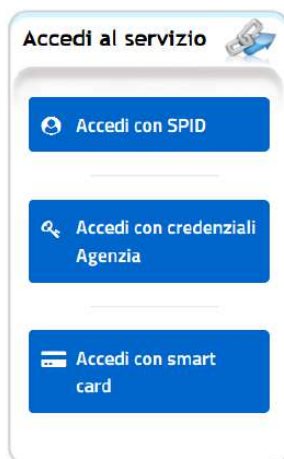 Accedi al servizio
Accedi con SPID
Accedi con credenziali
Agenzia
Accedi con smart
card